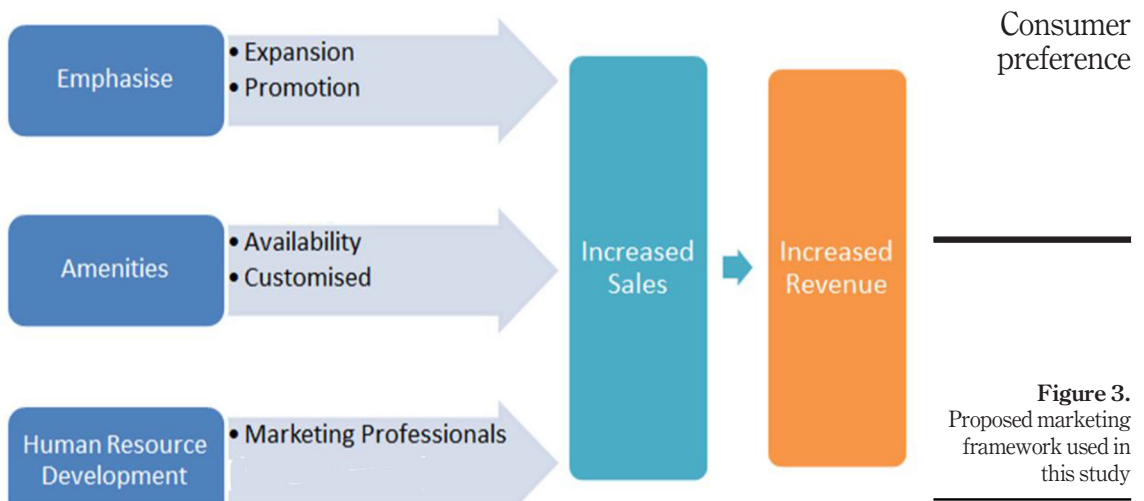 Consumer
preference
Emphasise
• Expansion
• Promotion
Amenities
• Availability
• Customised
Human Resource
Development
• Marketing Professionals
Increased
Sales
Increased
Revenue
Figure 3.
Proposed marketing
framework used in
this study